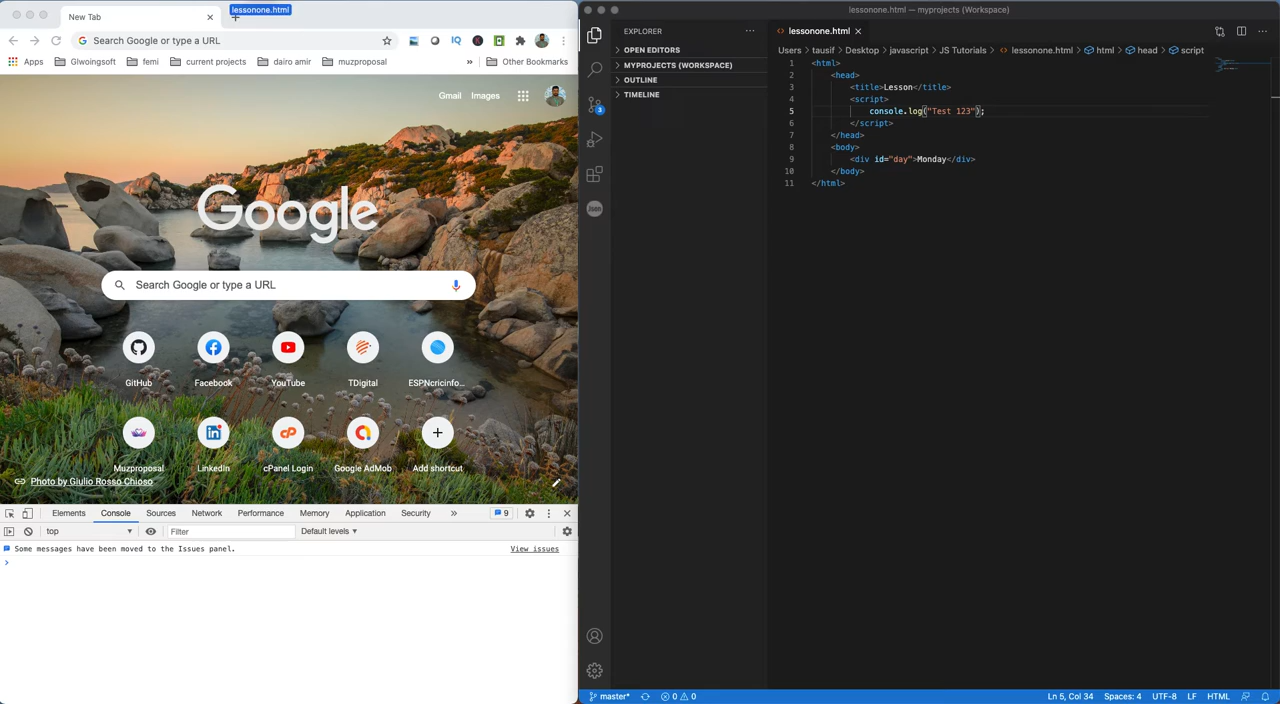 New Tab
lessonone.html
Search Google or type a URL
Apps
Glwoingsoft
femi
current projects
dairo amir
muzproposal
»
Other Bookmarks
Gmail
Images
Google
Search Google or type a URL
GitHub
Facebook
YouTube
TDigital
ESPNcricinfo...
Muzproposal
LinkedIn
cPanel Login
Google AdMob
Add shortcut
Photo by Giulio Rosso Chioso
Elements
Console
Sources
Network
Performance
Memory
Application
Security
»
9
top
Filter
Default levels
Some messages have been moved to the Issues panel.
View issues
>
lessonone.html — myprojects (Workspace)
EXPLORER
OPEN EDITORS
MYPROJECTS (WORKSPACE)
OUTLINE
TIMELINE
3
json
lessonone.html
Users > tausif > Desktop > javascript > JS Tutorials > lessonone.html > html > head > script
1 <html>
2 <head>
3 <title>Lesson</title>
4 <script>
5 console.log("Test 123");
6 </script>
7 </head>
8 <body>
9 <div id="day">Monday</div>
10 </body>
11 </html>
master*
0
0
Ln 5, Col 34
Spaces: 4
UTF-8
LF
HTML